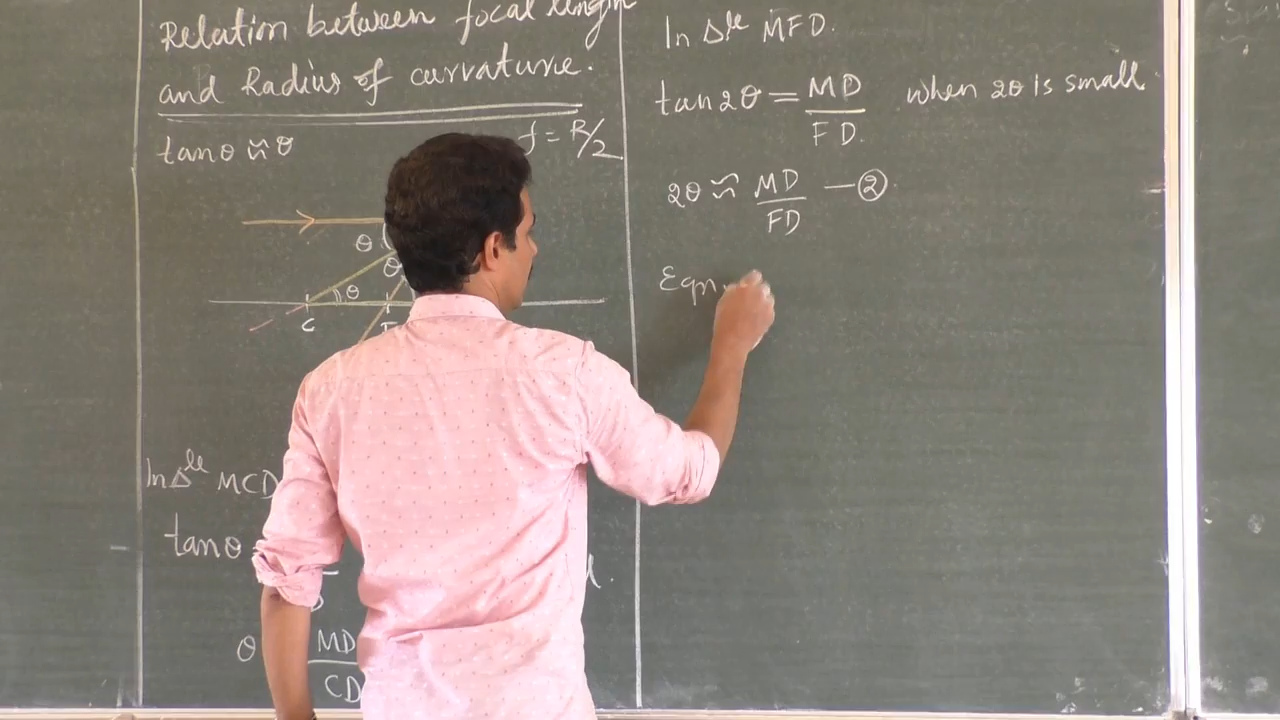 Relation between focal length
and Radius of curvature.
tanθ ≈ θ
f = R/2
θ
θ
θ
C
F
In Δle MCD
tanθ
θ
MD
CD
In Δle MFD.
tan2θ = MD/FD. when 2θ is small
2θ ≈ MD/FD —②
Eqn.